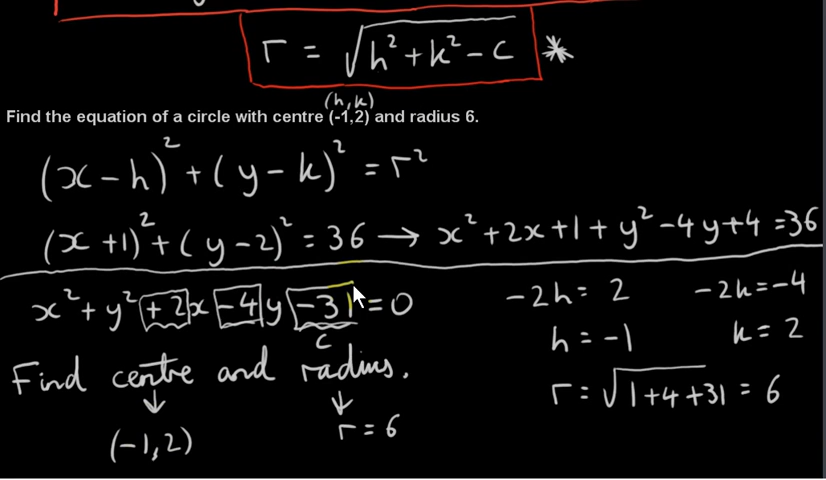 r = √(h² + k² - c) *
(h, k)
Find the equation of a circle with centre (-1,2) and radius 6.
(x - h)² + (y - k)² = r²
(x + 1)² + (y - 2)² = 36 → x² + 2x + 1 + y² - 4y + 4 = 36
x² + y² + 2x - 4y - 31 = 0
c
Find centre and radius.
↓ ↓
(-1, 2) r = 6
-2h = 2 -2k = -4
h = -1 k = 2
r = √(1 + 4 + 31) = 6